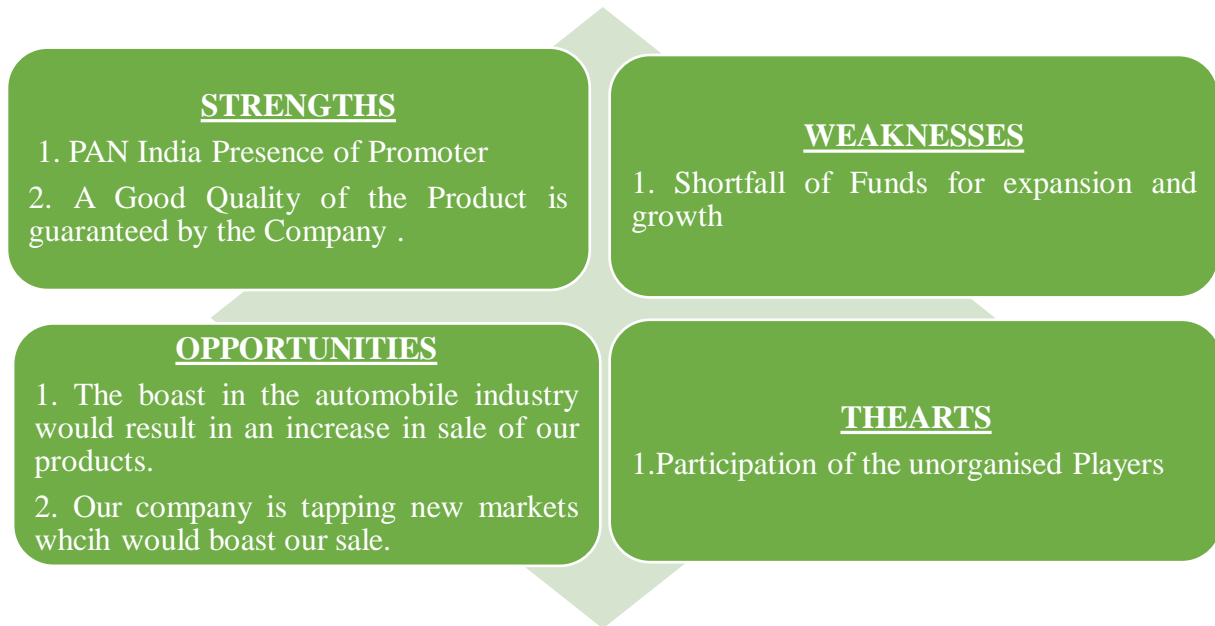 STRENGTHS
1. PAN India Presence of Promoter
2. A Good Quality of the Product is
guaranteed by the Company .
WEAKNESSES
1. Shortfall of Funds for expansion and
growth
OPPORTUNITIES
1. The boast in the automobile industry
would result in an increase in sale of our
products.
2. Our company is tapping new markets
whcih would boast our sale.
THEARTS
1.Participation of the unorganised Players